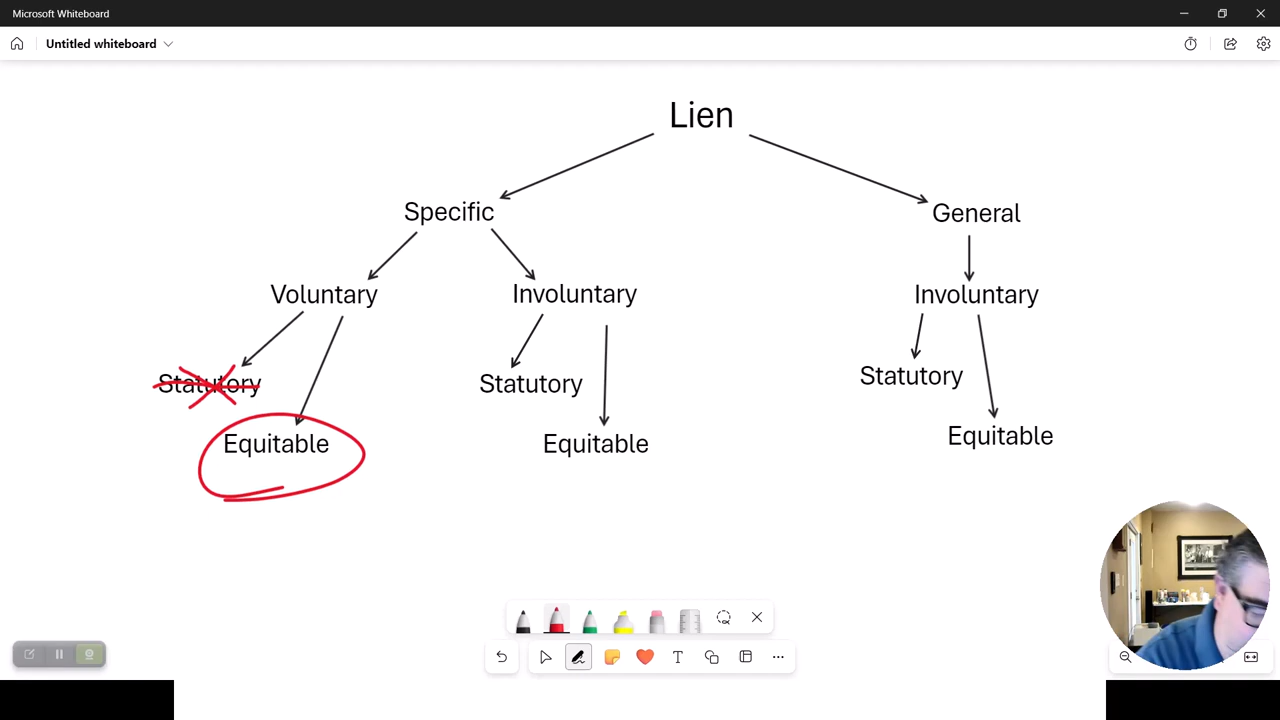 Microsoft Whiteboard
Untitled whiteboard
Lien
Specific
General
Voluntary
Involuntary
Involuntary
Statutory
Statutory
Statutory
Equitable
Equitable
Equitable